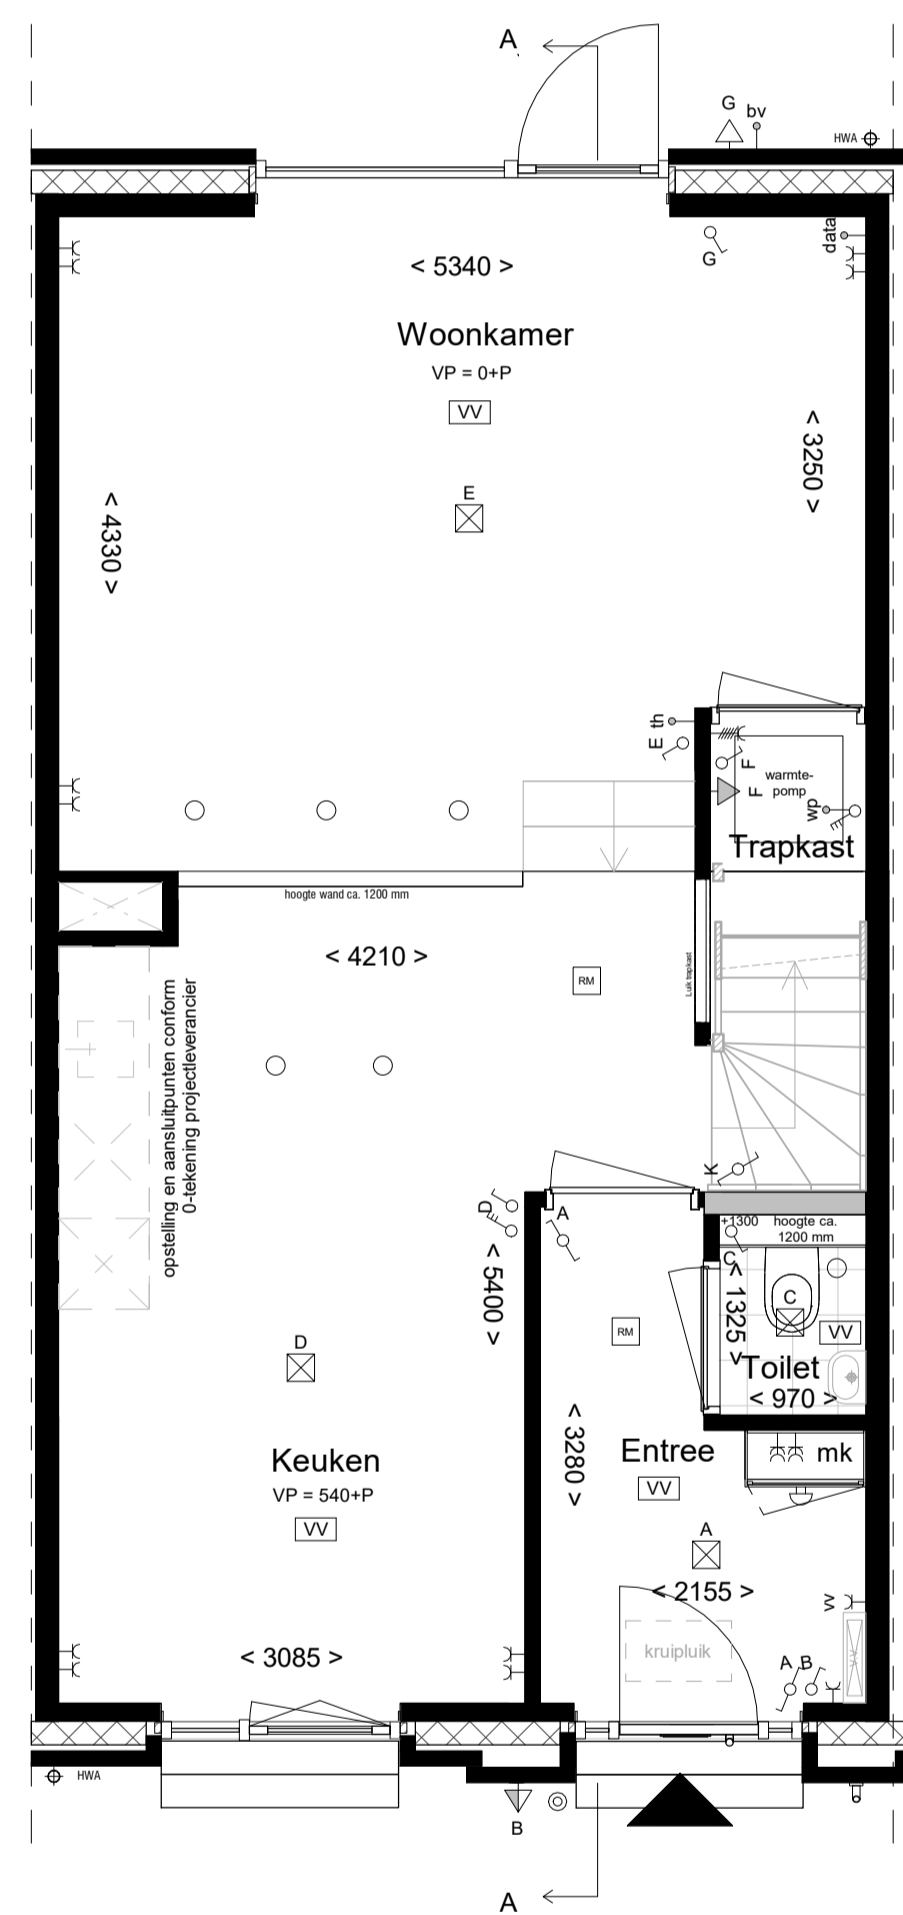 A
G
bv
HWA
data
G
< 5340 >
Woonkamer
VP = 0+P
VV
< 3250 >
E
< 4330 >
th
E
F
warmte-
pomp
F
wp
Trapkast
hoogte wand ca. 1200 mm
< 4210 >
RM
Luik trapkast
opstelling en aansluitpunten conform
0-tekening projectleverancier
K
D
A
+1300
hoogte ca.
1200 mm
C
< 5400 >
< 1325 >
C
RM
VV
D
Toilet
< 970 >
< 3280 >
Entree
mk
Keuken
VP = 540+P
VV
VV
A
< 2155 >
vv
kruipluik
< 3085 >
A B
HWA
B
A